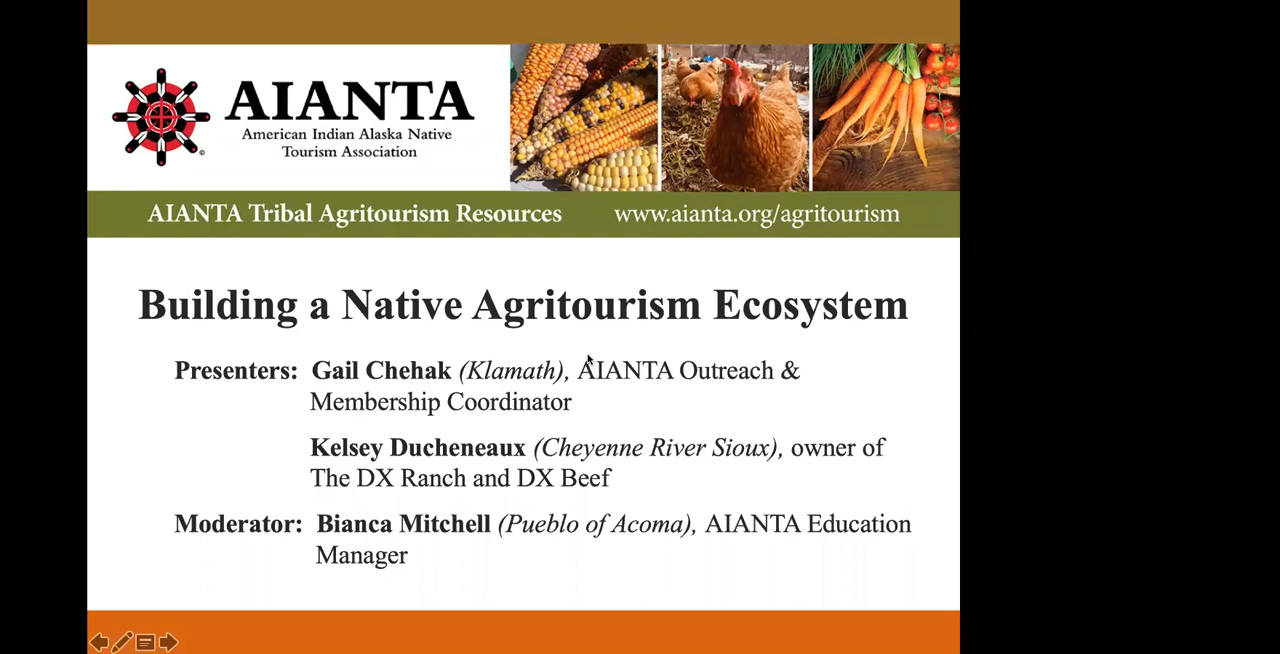 AIANTA
American Indian Alaska Native
Tourism Association
©
AIANTA Tribal Agritourism Resources www.aianta.org/agritourism
Building a Native Agritourism Ecosystem
Presenters: Gail Chehak (Klamath), AIANTA Outreach &
Membership Coordinator
Kelsey Ducheneaux (Cheyenne River Sioux), owner of
The DX Ranch and DX Beef
Moderator: Bianca Mitchell (Pueblo of Acoma), AIANTA Education
Manager